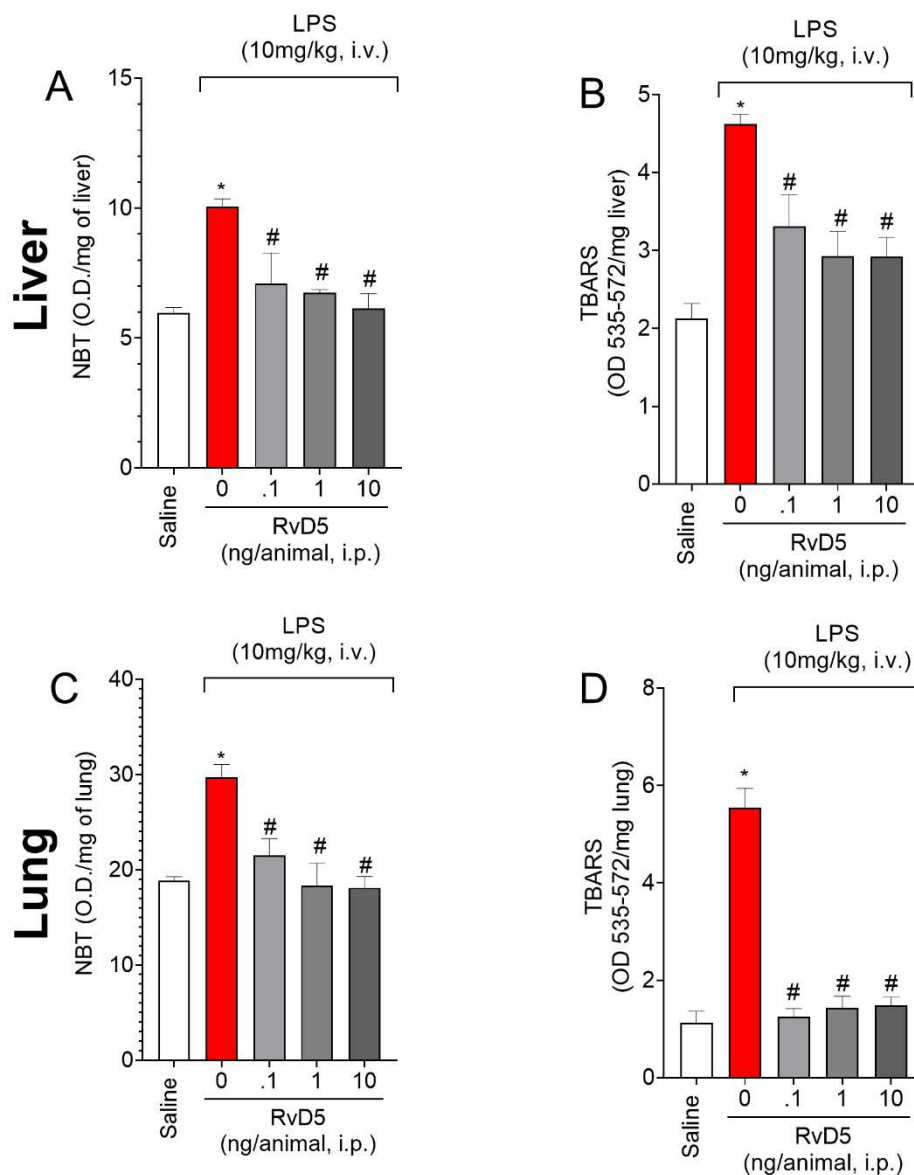 Liver
A
LPS
(10mg/kg, i.v.)
NBT (O.D./mg of liver)
15
10
5
0
*
#
#
#
Saline
0 .1 1 10
RvD5
(ng/animal, i.p.)
B
LPS
(10mg/kg, i.v.)
TBARS
(OD 535-572/mg liver)
5
4
3
2
1
0
*
#
#
#
Saline
0 .1 1 10
RvD5
(ng/animal, i.p.)
Lung
C
LPS
(10mg/kg, i.v.)
NBT (O.D./mg of lung)
40
30
20
10
0
*
#
#
#
Saline
0 .1 1 10
RvD5
(ng/animal, i.p.)
D
LPS
(10mg/kg, i.v.)
TBARS
(OD 535-572/mg lung)
8
6
4
2
0
*
#
#
#
Saline
0 .1 1 10
RvD5
(ng/animal, i.p.)